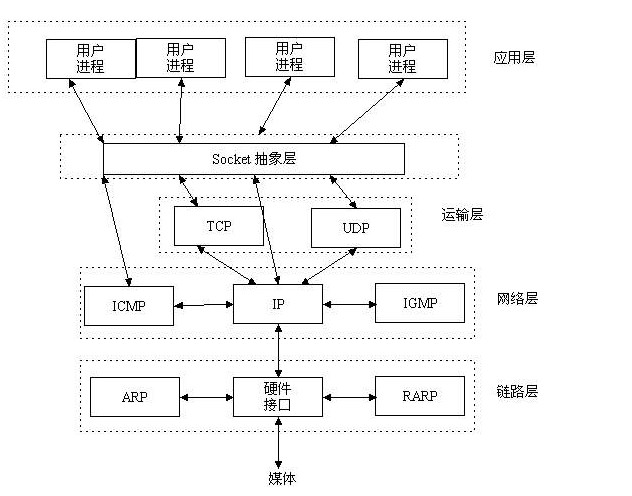 用户
进程
用户
进程
用户
进程
用户
进程
应用层
Socket 抽象层
运输层
TCP
UDP
网络层
ICMP
IP
IGMP
链路层
ARP
硬件
接口
RARP
媒体